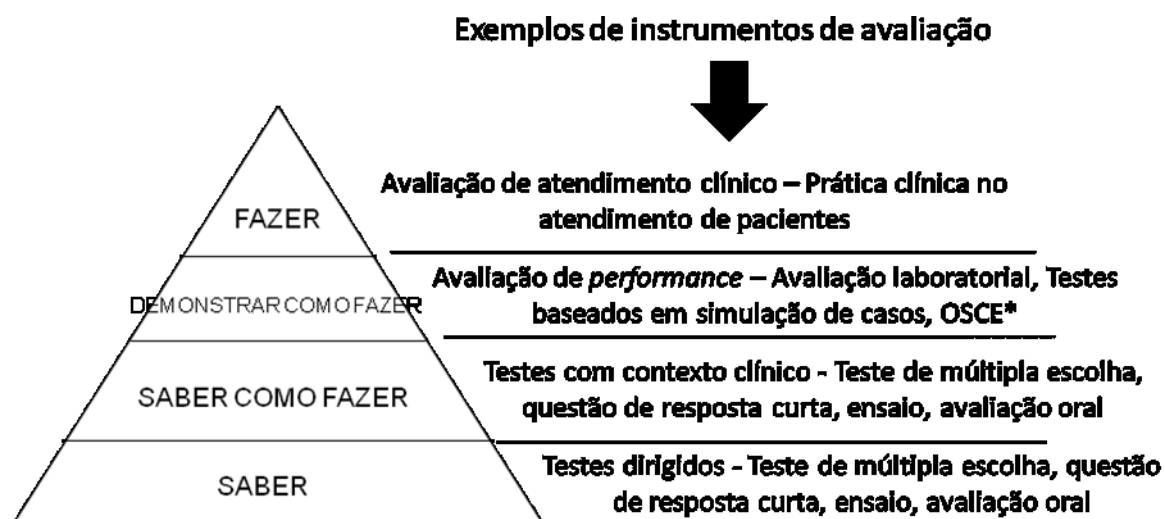 Exemplos de instrumentos de avaliação
Avaliação de atendimento clínico – Prática clínica no
atendimento de pacientes
FAZER
Avaliação de performance – Avaliação laboratorial, Testes
baseados em simulação de casos, OSCE*
DEMONSTRAR COMO FAZER
Testes com contexto clínico - Teste de múltipla escolha,
questão de resposta curta, ensaio, avaliação oral
SABER COMO FAZER
Testes dirigidos - Teste de múltipla escolha, questão
de resposta curta, ensaio, avaliação oral
SABER